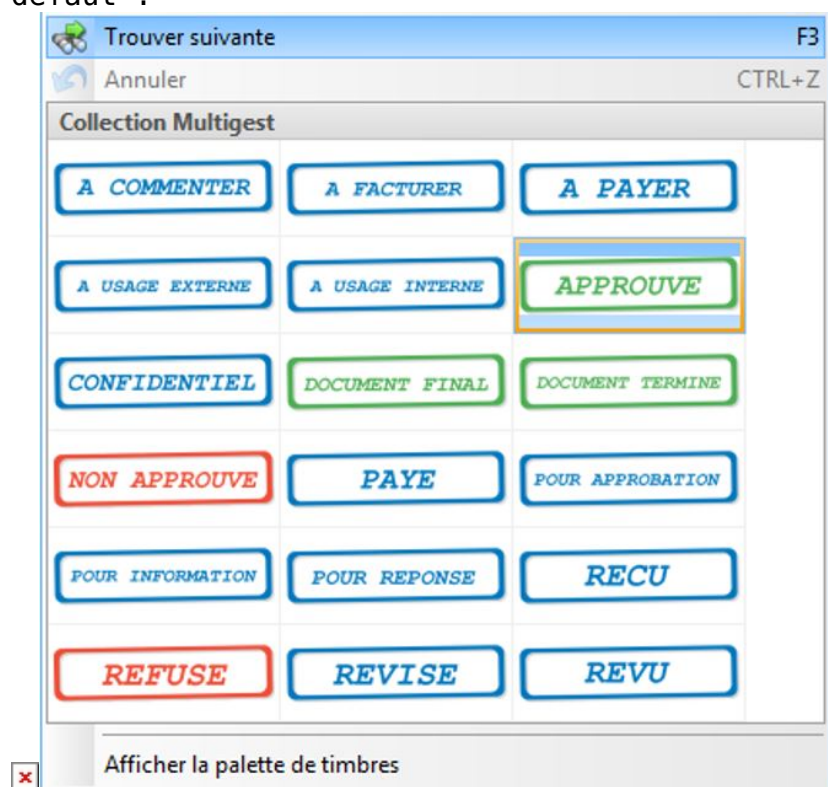 Trouver suivante F3
Annuler CTRL+Z
Collection Multigest
A COMMENTER A FACTURER A PAYER
A USAGE EXTERNE A USAGE INTERNE APPROUVE
CONFIDENTIEL DOCUMENT FINAL DOCUMENT TERMINE
NON APPROUVE PAYE POUR APPROBATION
POUR INFORMATION POUR REPONSE RECU
REFUSE REVISE REVU
Afficher la palette de timbres